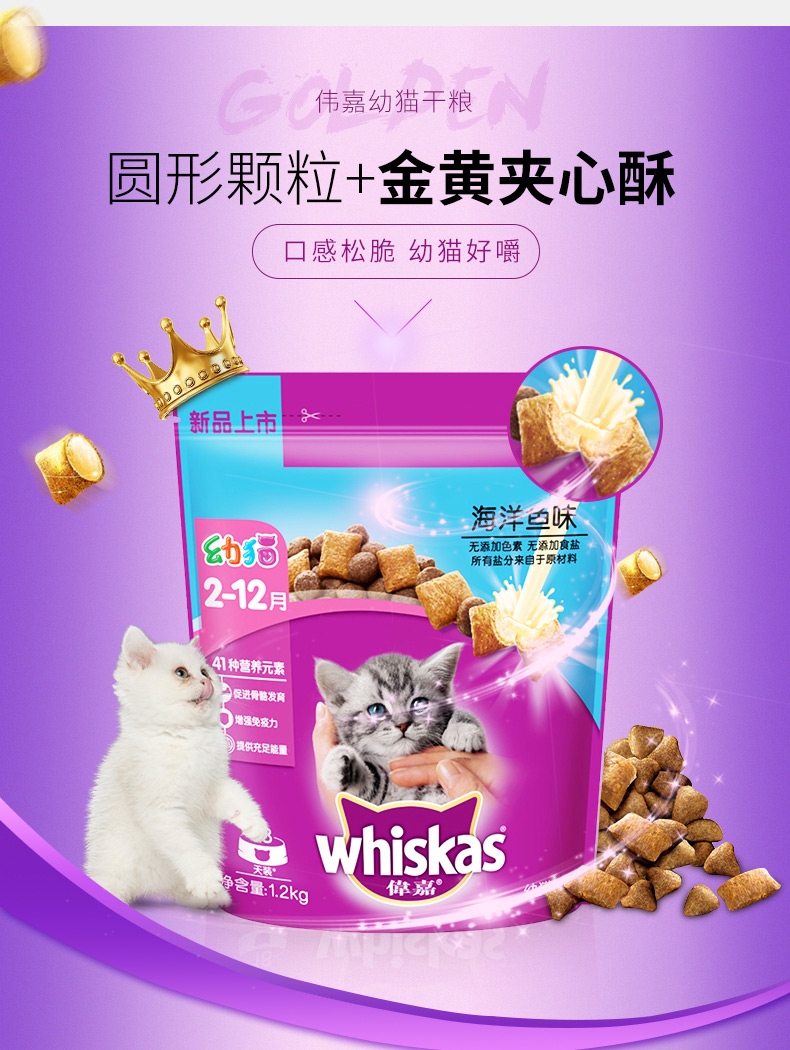 GOLDEN
伟嘉幼猫干粮
圆形颗粒+金黄夹心酥
口感松脆 幼猫好嚼
新品上市
海洋鱼味
无添加色素 无添加食盐
所有盐分来自于原材料
幼猫
2-12月
41种营养元素
促进骨骼发育
增强免疫力
提供充足能量
whiskas®
偉嘉®
天装*
净含量:1.2kg